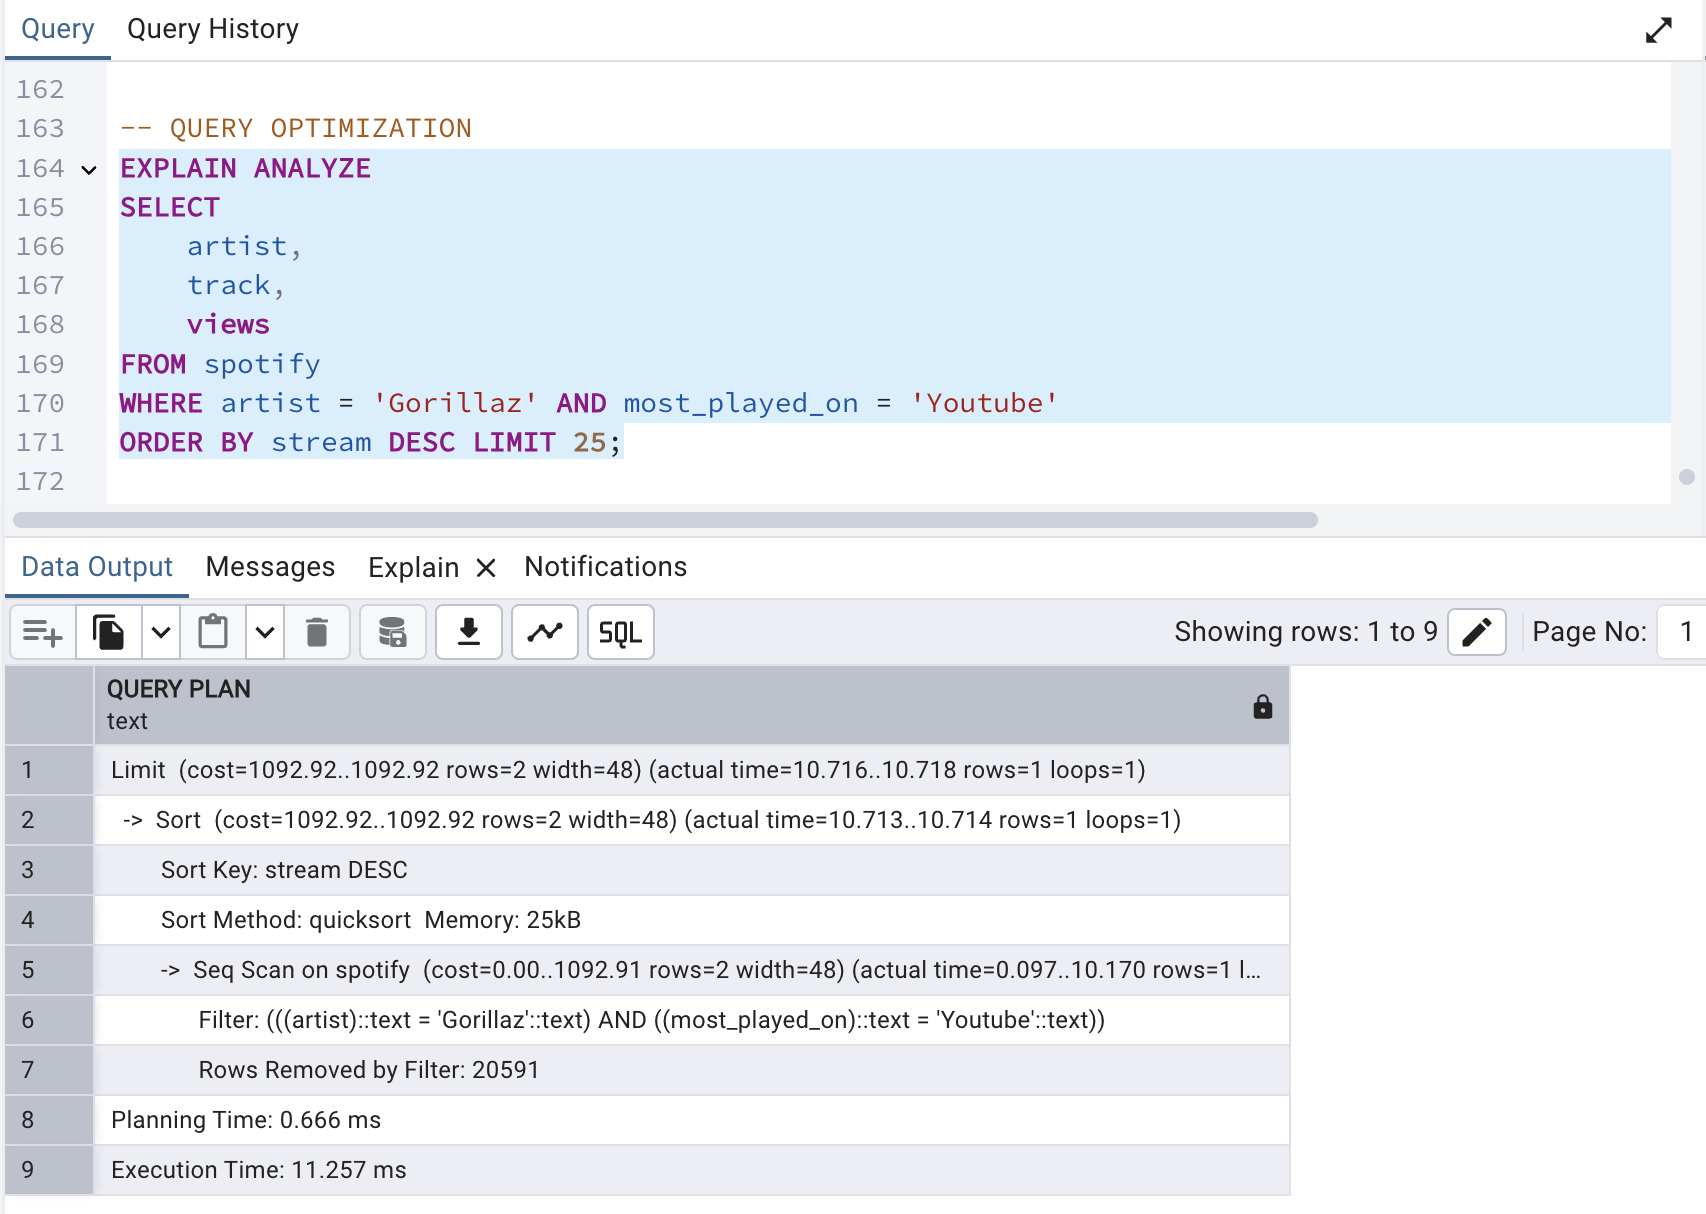 Query Query History
162
163 -- QUERY OPTIMIZATION
164 EXPLAIN ANALYZE
165 SELECT
166 artist,
167 track,
168 views
169 FROM spotify
170 WHERE artist = 'Gorillaz' AND most_played_on = 'Youtube'
171 ORDER BY stream DESC LIMIT 25;
172
Data Output Messages Explain Notifications
SQL Showing rows: 1 to 9 Page No: 1
QUERY PLAN
text
1 Limit (cost=1092.92..1092.92 rows=2 width=48) (actual time=10.716..10.718 rows=1 loops=1)
2 -> Sort (cost=1092.92..1092.92 rows=2 width=48) (actual time=10.713..10.714 rows=1 loops=1)
3 Sort Key: stream DESC
4 Sort Method: quicksort Memory: 25kB
5 -> Seq Scan on spotify (cost=0.00..1092.91 rows=2 width=48) (actual time=0.097..10.170 rows=1 l...
6 Filter: (((artist)::text = 'Gorillaz'::text) AND ((most_played_on)::text = 'Youtube'::text))
7 Rows Removed by Filter: 20591
8 Planning Time: 0.666 ms
9 Execution Time: 11.257 ms